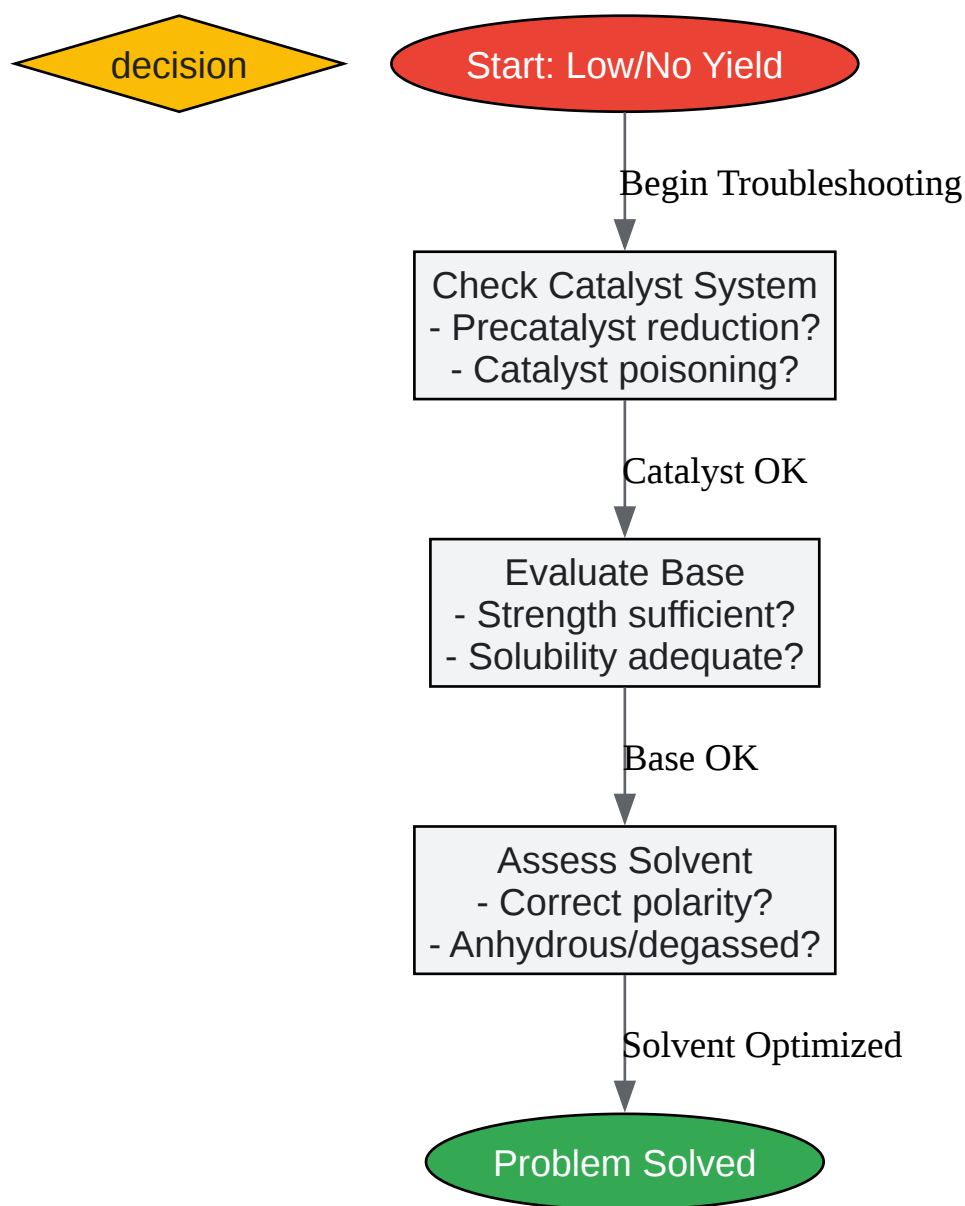 decision
Start: Low/No Yield
Begin Troubleshooting
Check Catalyst System
- Precatalyst reduction?
- Catalyst poisoning?
Catalyst OK
Evaluate Base
- Strength sufficient?
- Solubility adequate?
Base OK
Assess Solvent
- Correct polarity?
- Anhydrous/degassed?
Solvent Optimized
Problem Solved